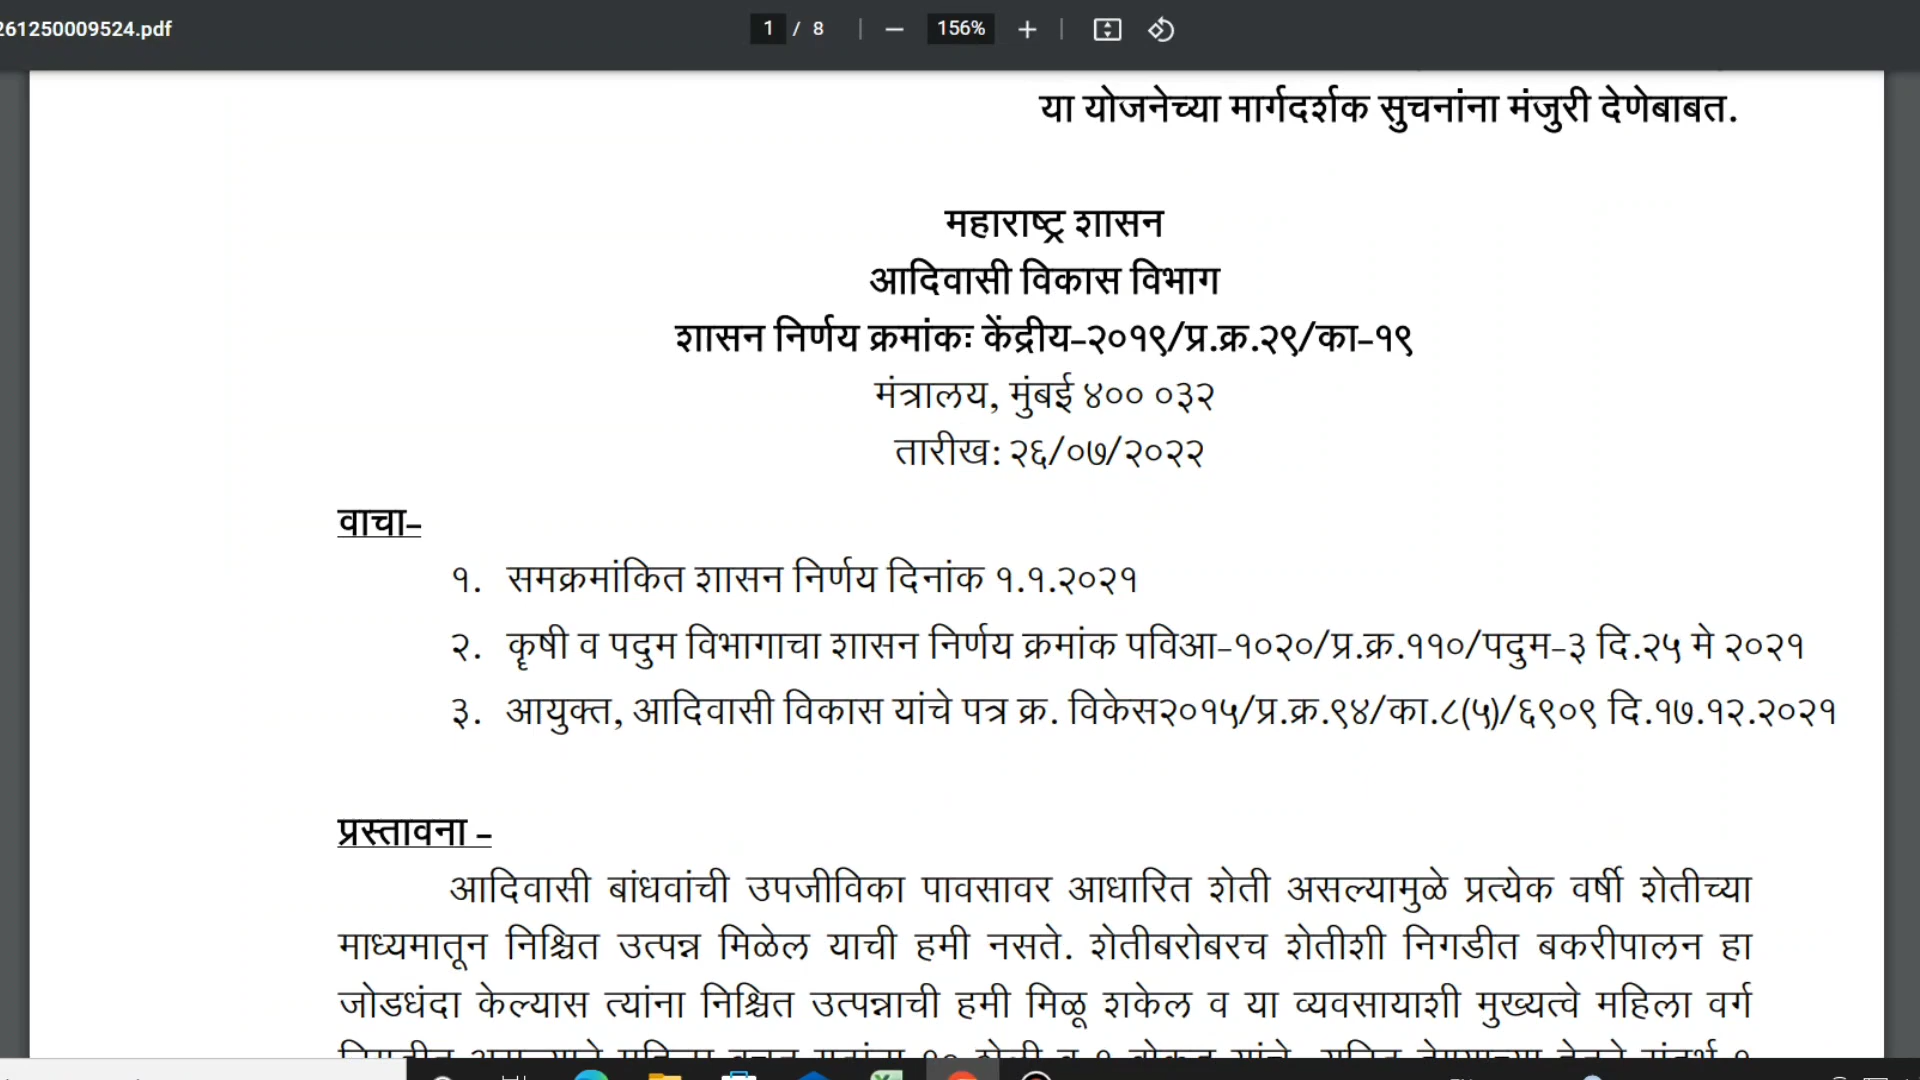 261250009524.pdf
1 / 8
156%
या योजनेच्या मार्गदर्शक सुचनांना मंजुरी देणेबाबत.
महाराष्ट्र शासन
आदिवासी विकास विभाग
शासन निर्णय क्रमांकः केंद्रीय-२०१९/प्र.क्र.२९/का-१९
मंत्रालय, मुंबई ४०० ०३२
तारीख: २६/०७/२०२२
वाचा-
१. समक्रमांकित शासन निर्णय दिनांक १.१.२०२१
२. कृषी व पदुम विभागाचा शासन निर्णय क्रमांक पविआ-१०२०/प्र.क्र.११०/पदुम-३ दि.२५ मे २०२१
३. आयुक्त, आदिवासी विकास यांचे पत्र क्र. विकेस२०१५/प्र.क्र.९४/का.८(५)/६९०९ दि.१७.१२.२०२१
प्रस्तावना -
आदिवासी बांधवांची उपजीविका पावसावर आधारित शेती असल्यामुळे प्रत्येक वर्षी शेतीच्या
माध्यमातून निश्चित उत्पन्न मिळेल याची हमी नसते. शेतीबरोबरच शेतीशी निगडीत बकरीपालन हा
जोडधंदा केल्यास त्यांना निश्चित उत्पन्नाची हमी मिळू शकेल व या व्यवसायाशी मुख्यत्वे महिला वर्ग